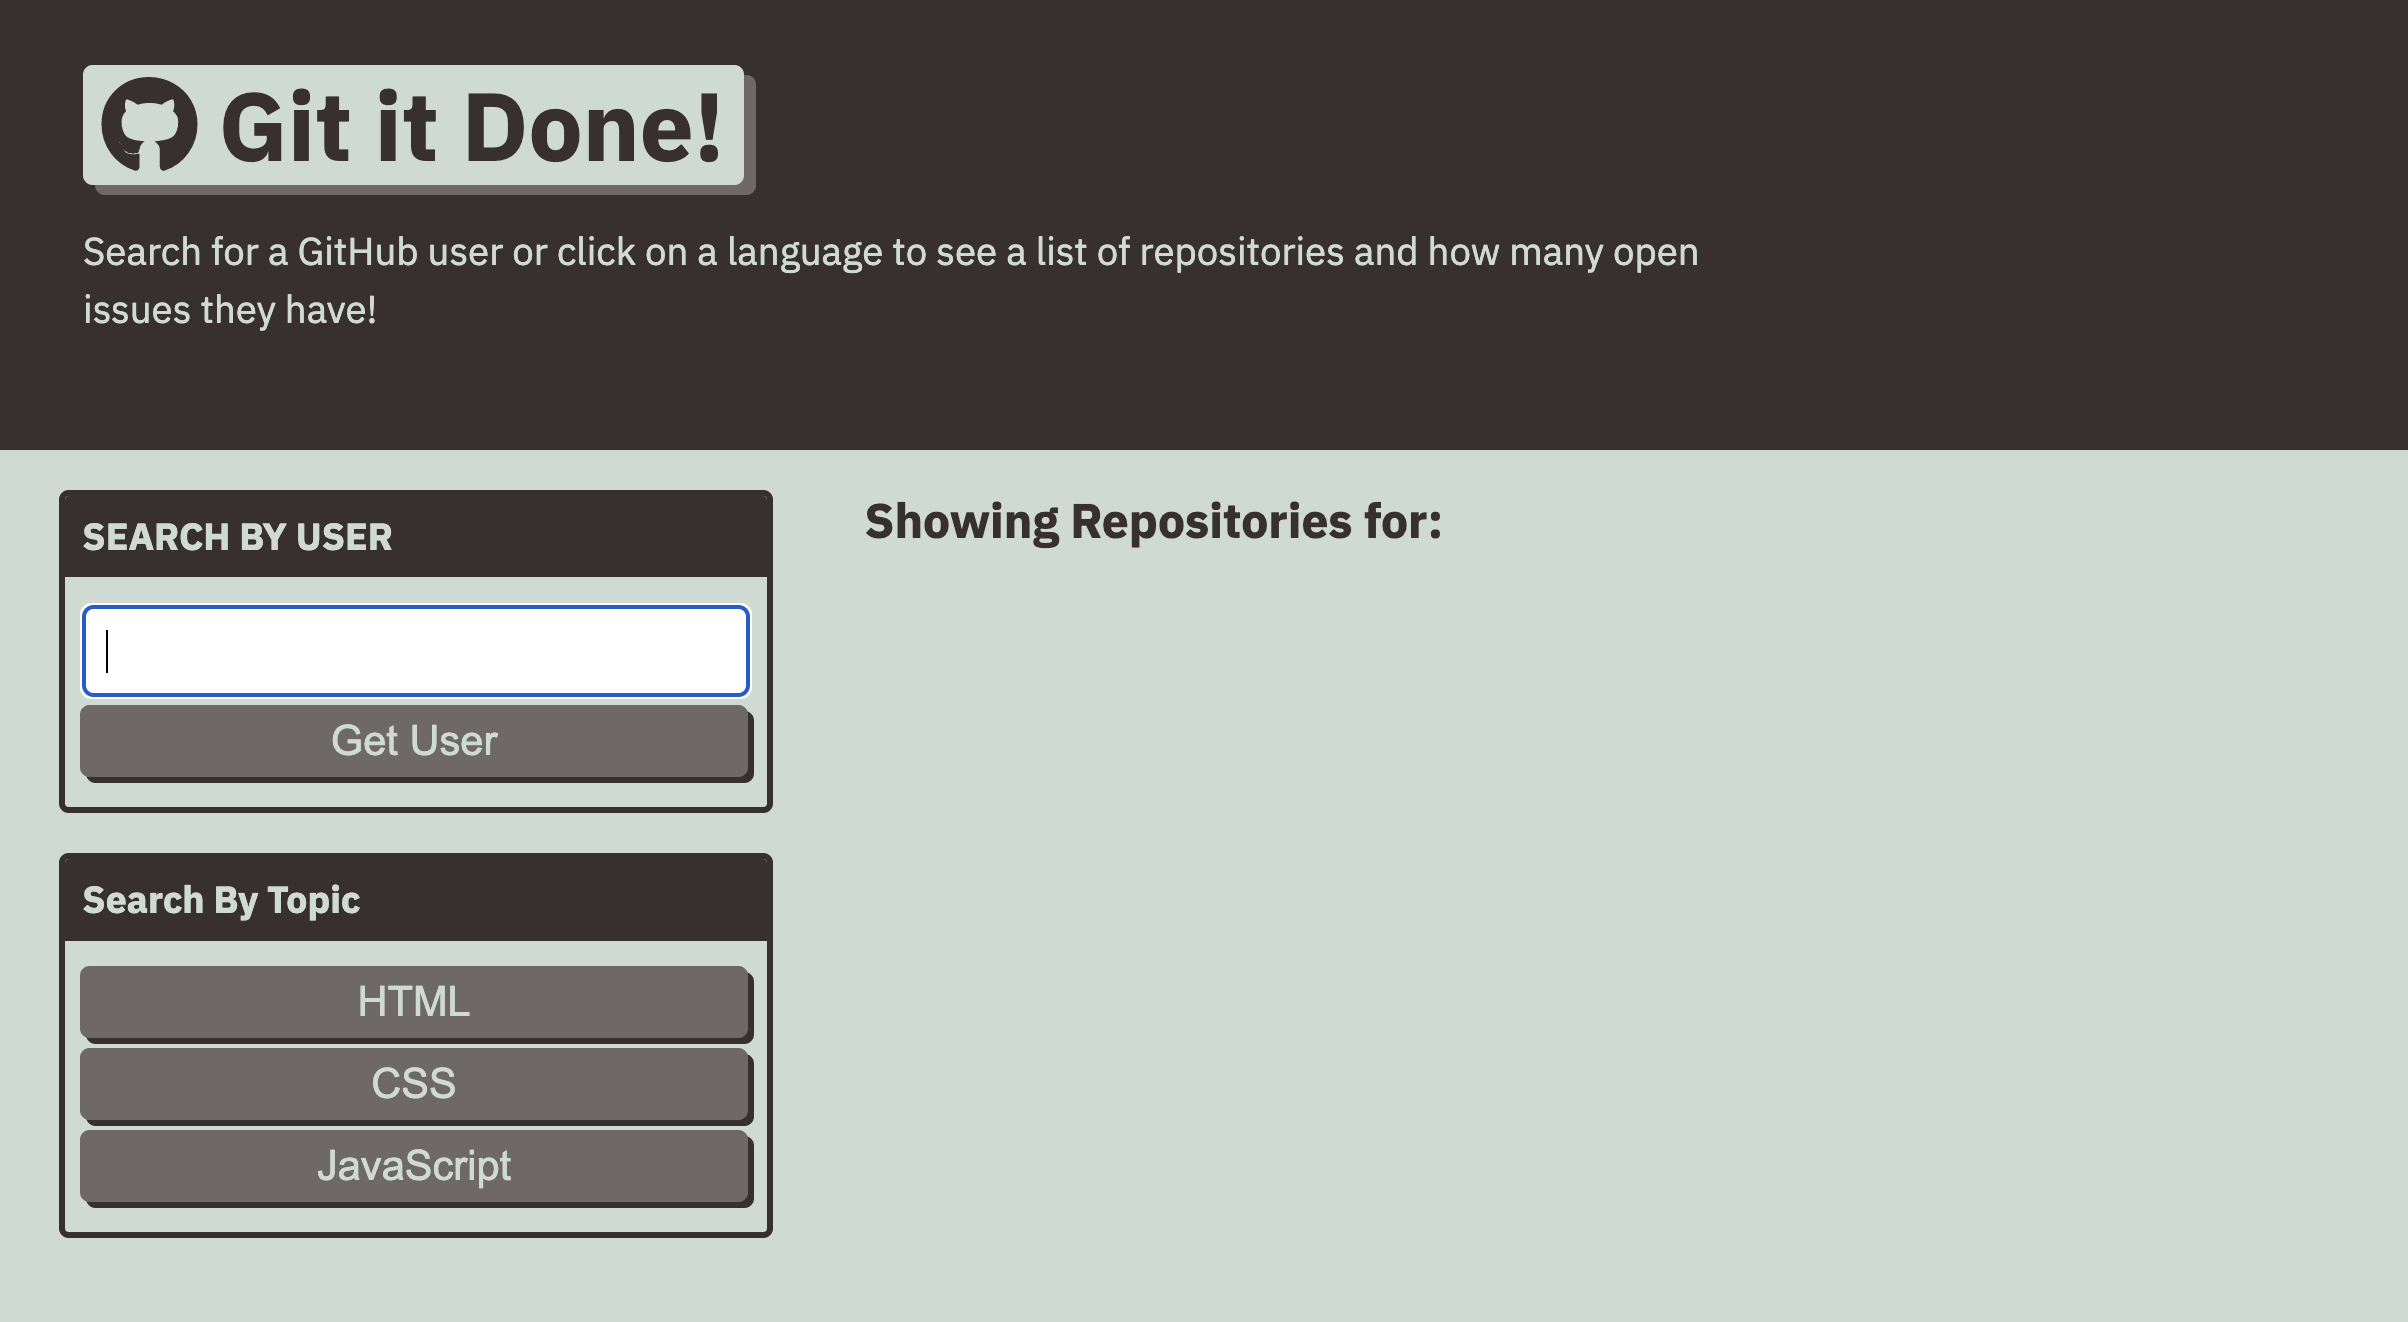 Git it Done!
Search for a GitHub user or click on a language to see a list of repositories and how many open
issues they have!
SEARCH BY USER
Get User
Search By Topic
HTML
CSS
JavaScript
Showing Repositories for: